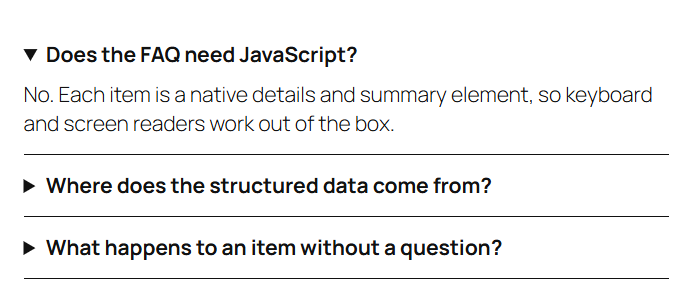 Does the FAQ need JavaScript?
No. Each item is a native details and summary element, so keyboard
and screen readers work out of the box.
Where does the structured data come from?
What happens to an item without a question?